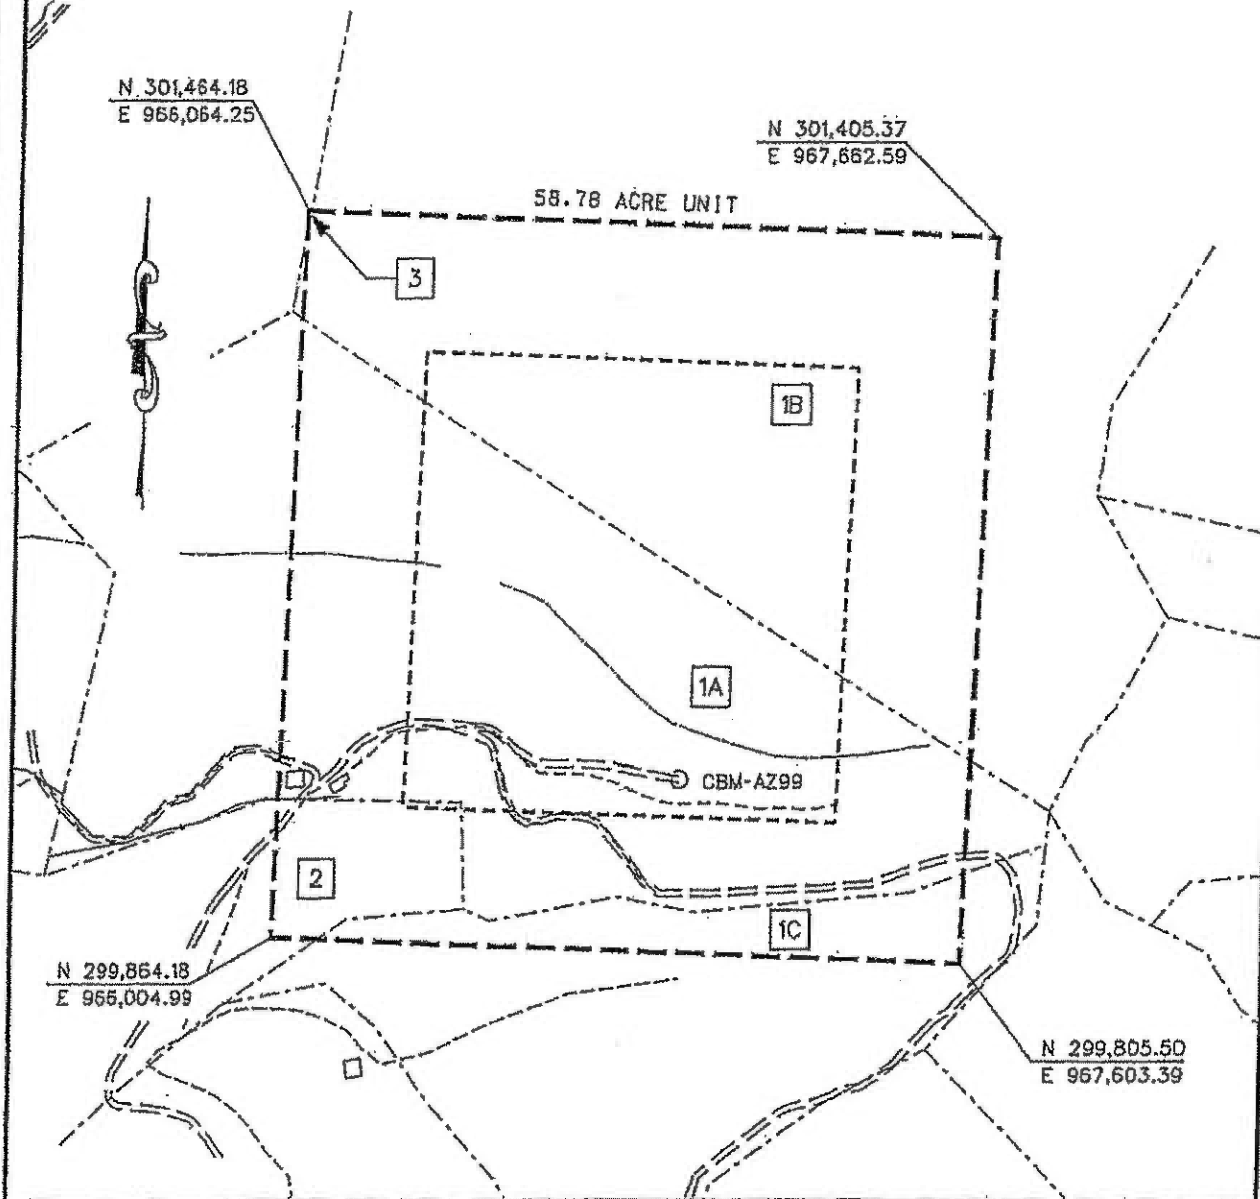 N 301,464.18
E 966,064.25
N 301,405.37
E 967,662.59
58.78 ACRE UNIT
3
1B
1A
CBM-AZ99
2
1C
N 299,864.18
E 966,004.99
N 299,805.50
E 967,603.39